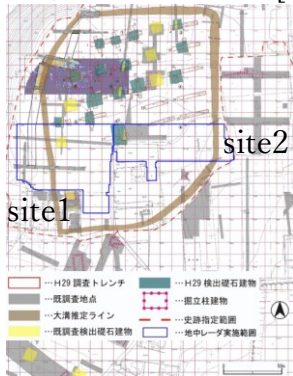 site2
site1
…H29 調査トレンチ
…H29 検出礎石建物
…既調査地点
…掘立柱建物
…大溝推定ライン
…史跡指定範囲
…既調査検出礎石建物
…地中レーダ実施範囲